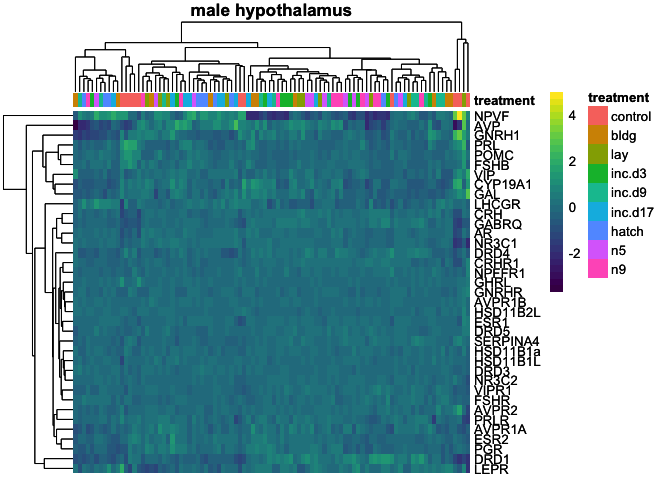 male hypothalamus
treatment
NPVF
AVP
GNRH1
PRL
POMC
FSHB
VIP
CYP19A1
GAL
LHCGR
CRH
GABRQ
AR
NR3C1
DRD4
CRHR1
NPFFR1
GHRL
GNRHR
AVPR1B
HSD11B2L
ESR1
DRD5
SERPINA4
HSD11B1a
HSD11B1L
DRD3
NR3C2
VIPR1
FSHR
AVPR2
PRLR
AVPR1A
ESR2
PGR
DRD1
LEPR
4
2
0
-2
treatment
control
bldg
lay
inc.d3
inc.d9
inc.d17
hatch
n5
n9